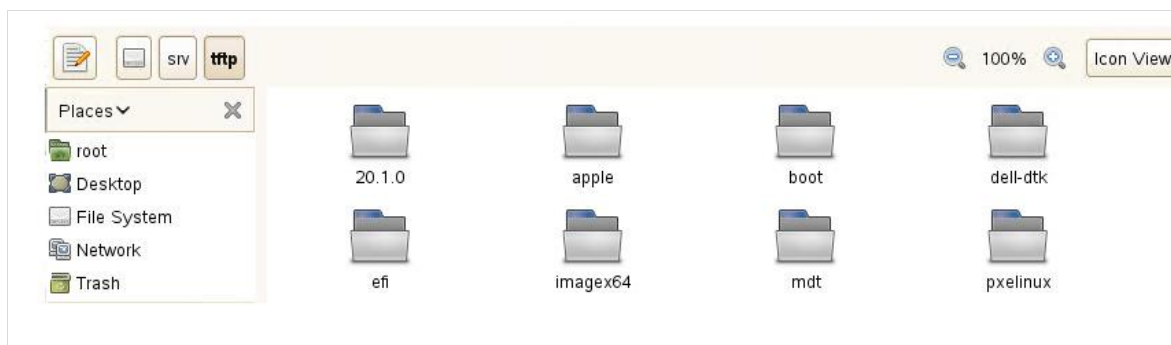 srv tftp 100% Icon View
Places
root
Desktop
File System
Network
Trash
20.1.0 apple boot dell-dtk
efi imagex64 mdt pxelinux